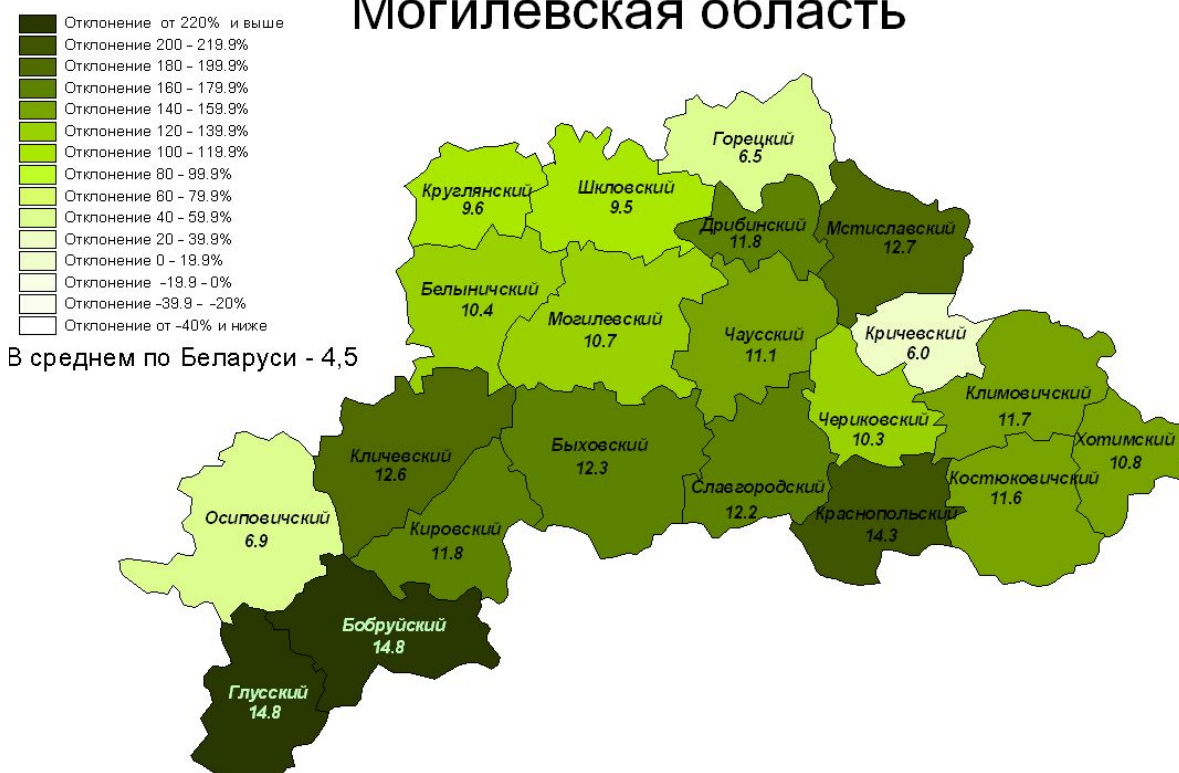 Могилевская область
Отклонение от 220% и выше
Отклонение 200 - 219.9%
Отклонение 180 - 199.9%
Отклонение 160 - 179.9%
Отклонение 140 - 159.9%
Отклонение 120 - 139.9%
Отклонение 100 - 119.9%
Отклонение 80 - 99.9%
Отклонение 60 - 79.9%
Отклонение 40 - 59.9%
Отклонение 20 - 39.9%
Отклонение 0 - 19.9%
Отклонение -19.9 - 0%
Отклонение -39.9 - -20%
Отклонение от -40% и ниже
В среднем по Беларуси - 4,5
Горецкий
6.5
Круглянский
9.6
Шкловский
9.5
Дрибинский
11.8
Мстиславский
12.7
Белыничский
10.4
Могилевский
10.7
Чаусский
11.1
Кричевский
6.0
Климовичский
11.7
Чериковский
10.3
Хотимский
10.8
Кличевский
12.6
Быховский
12.3
Славгородский
12.2
Костюковичский
11.6
Краснопольский
14.3
Осиповичский
6.9
Кировский
11.8
Бобруйский
14.8
Глусский
14.8